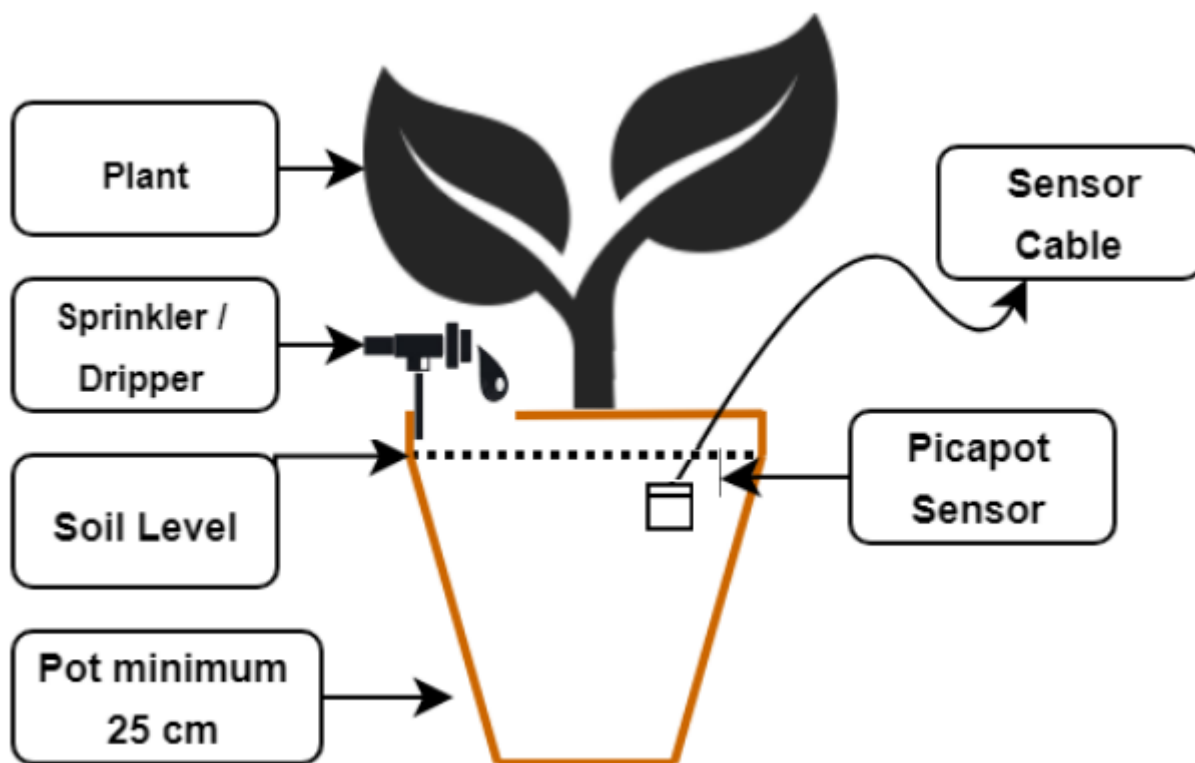 Plant
Sprinkler /
Dripper
Soil Level
Pot minimum
25 cm
Sensor
Cable
Picapot
Sensor